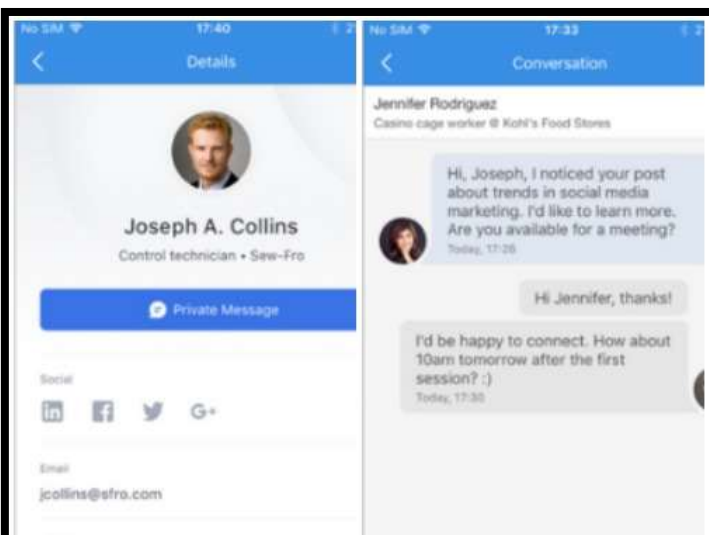 No SIM 17:40
Details
Joseph A. Collins
Control technician • Sew-Fro
Private Message
Social
in f G+
Email
jcollins@sfro.com
No SIM 17:33
Conversation
Jennifer Rodriguez
Casino cage worker @ Kohl's Food Stores
Hi, Joseph, I noticed your post
about trends in social media
marketing. I'd like to learn more.
Are you available for a meeting?
Today, 17:26
Hi Jennifer, thanks!
I'd be happy to connect. How about
10am tomorrow after the first
session? :)
Today, 17:30